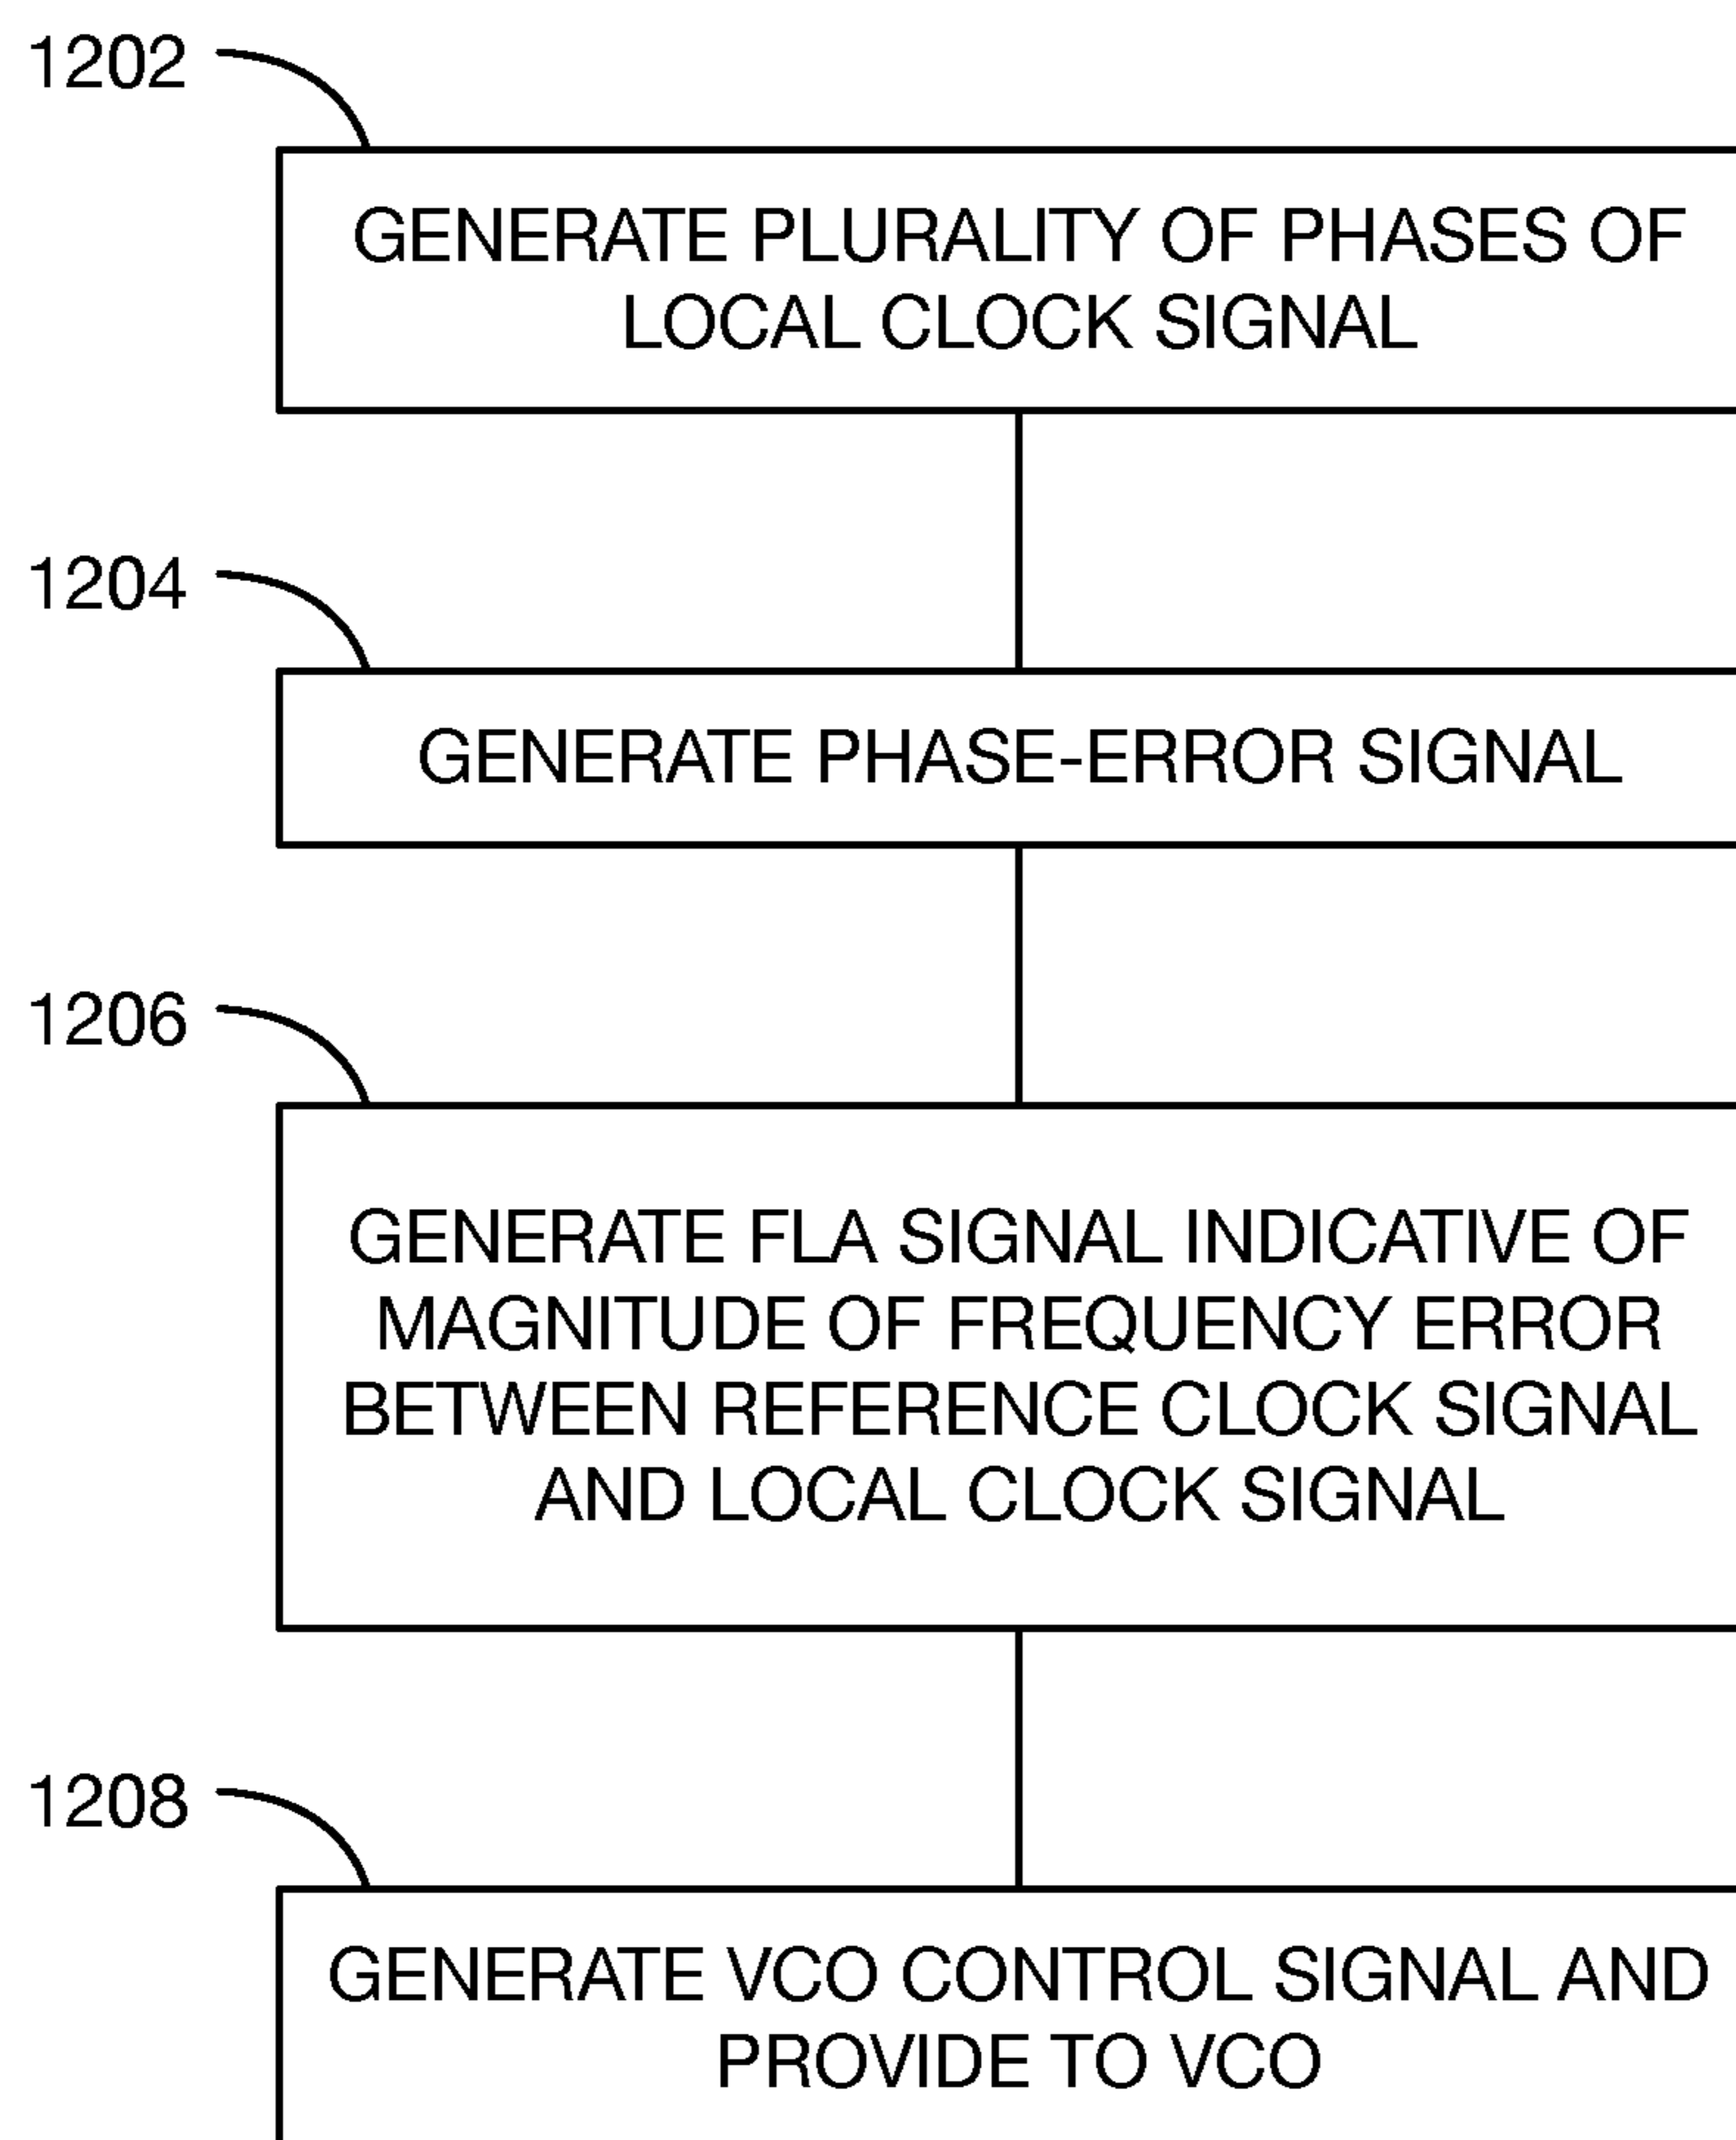 1202
GENERATE PLURALITY OF PHASES OF
LOCAL CLOCK SIGNAL
1204
GENERATE PHASE-ERROR SIGNAL
1206
GENERATE FLA SIGNAL INDICATIVE OF
MAGNITUDE OF FREQUENCY ERROR
BETWEEN REFERENCE CLOCK SIGNAL
AND LOCAL CLOCK SIGNAL
1208
GENERATE VCO CONTROL SIGNAL AND
PROVIDE TO VCO